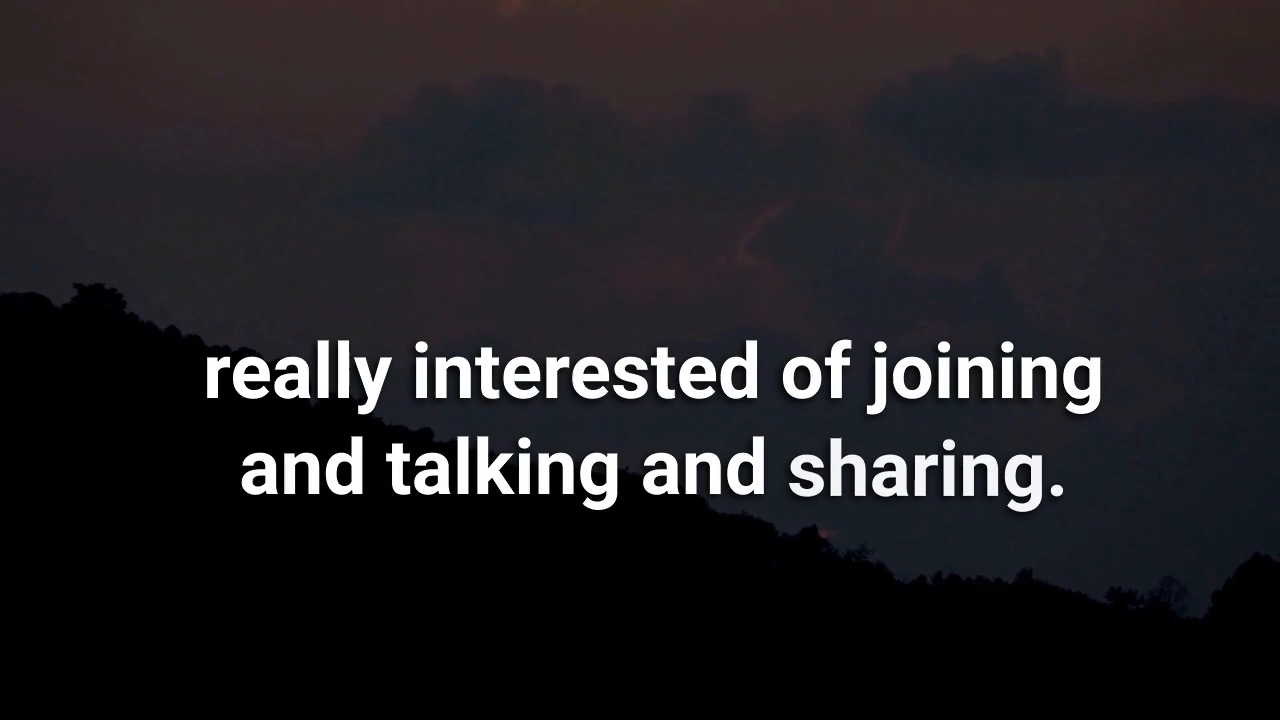 really interested of joining
and talking and sharing.